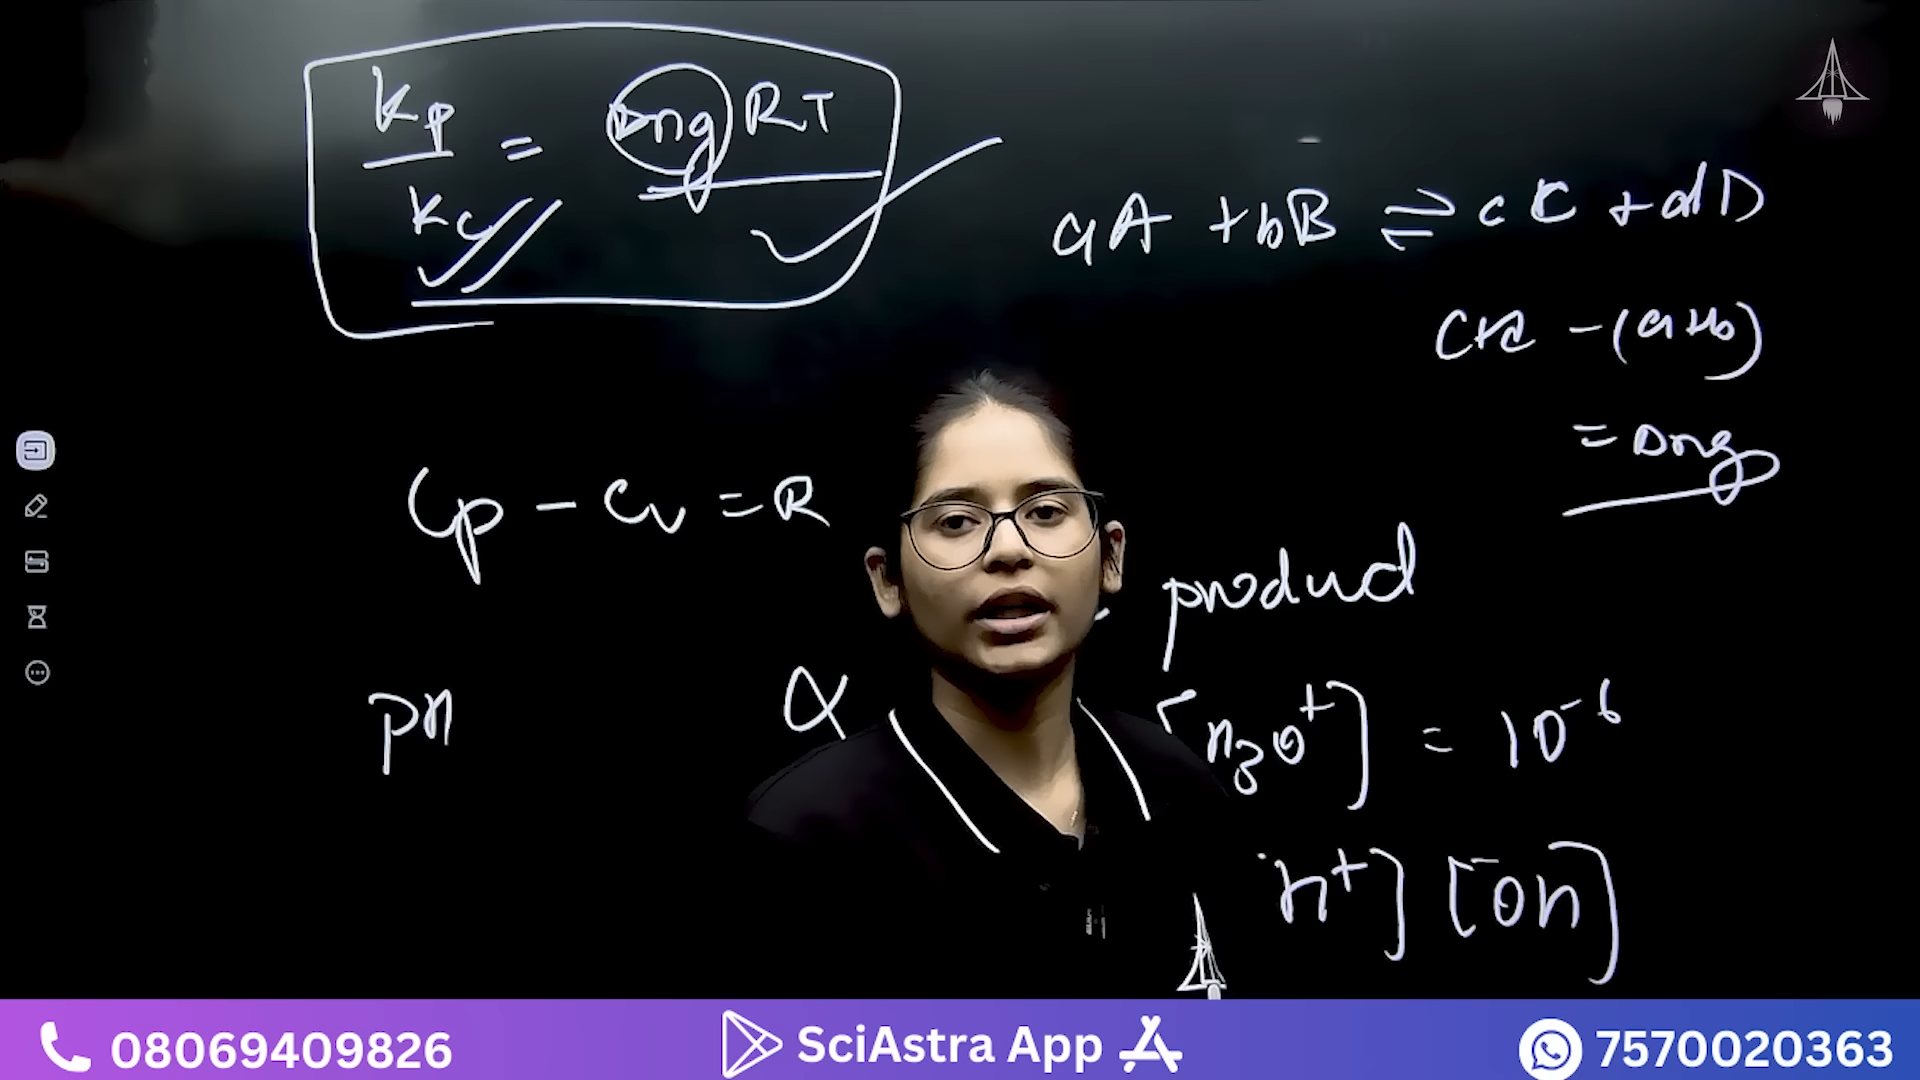 Kp = Δng RT
Kc
aA + bB ⇌ cC + dD
c+d - (a+b)
= Δng
Cp - Cv = R
product
pH α [H3O+] = 10-6
H+] [OH]
08069409826 SciAstra App 7570020363